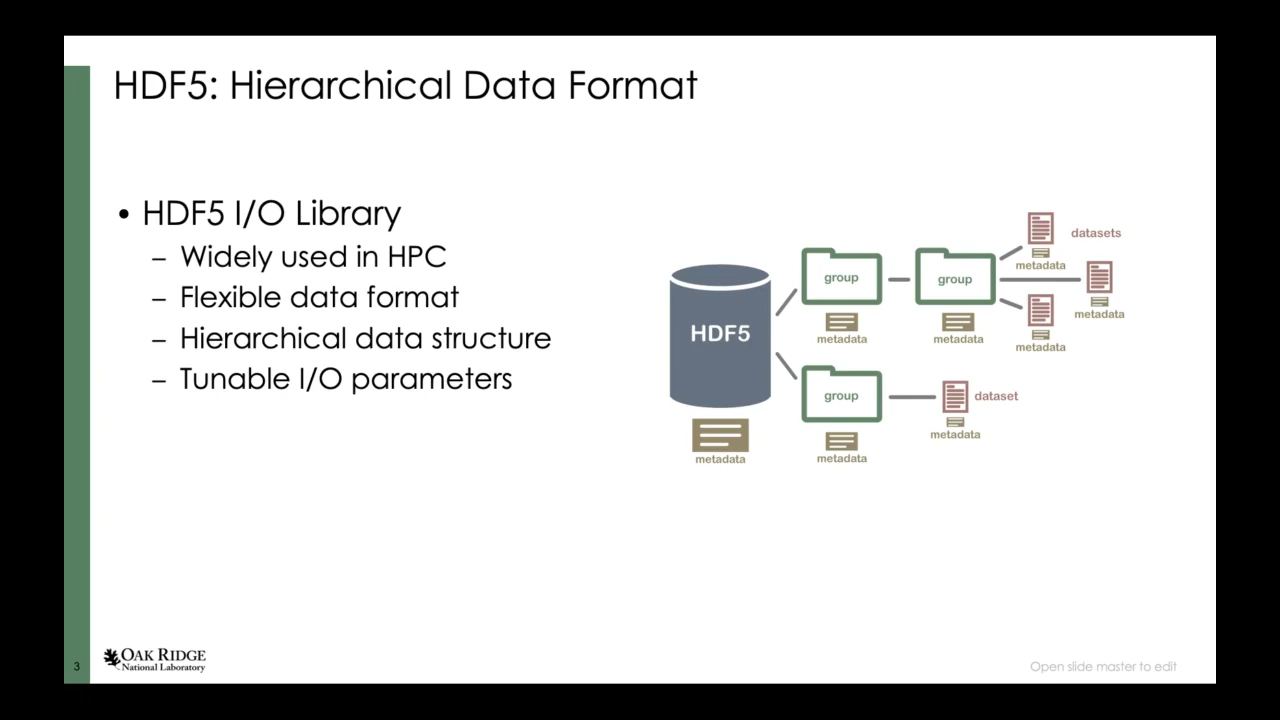 HDF5: Hierarchical Data Format
• HDF5 I/O Library
– Widely used in HPC
– Flexible data format
– Hierarchical data structure
– Tunable I/O parameters
HDF5
metadata
group
metadata
group
metadata
datasets
metadata
metadata
metadata
group
metadata
dataset
metadata
3
OAK RIDGE
National Laboratory
Open slide master to edit